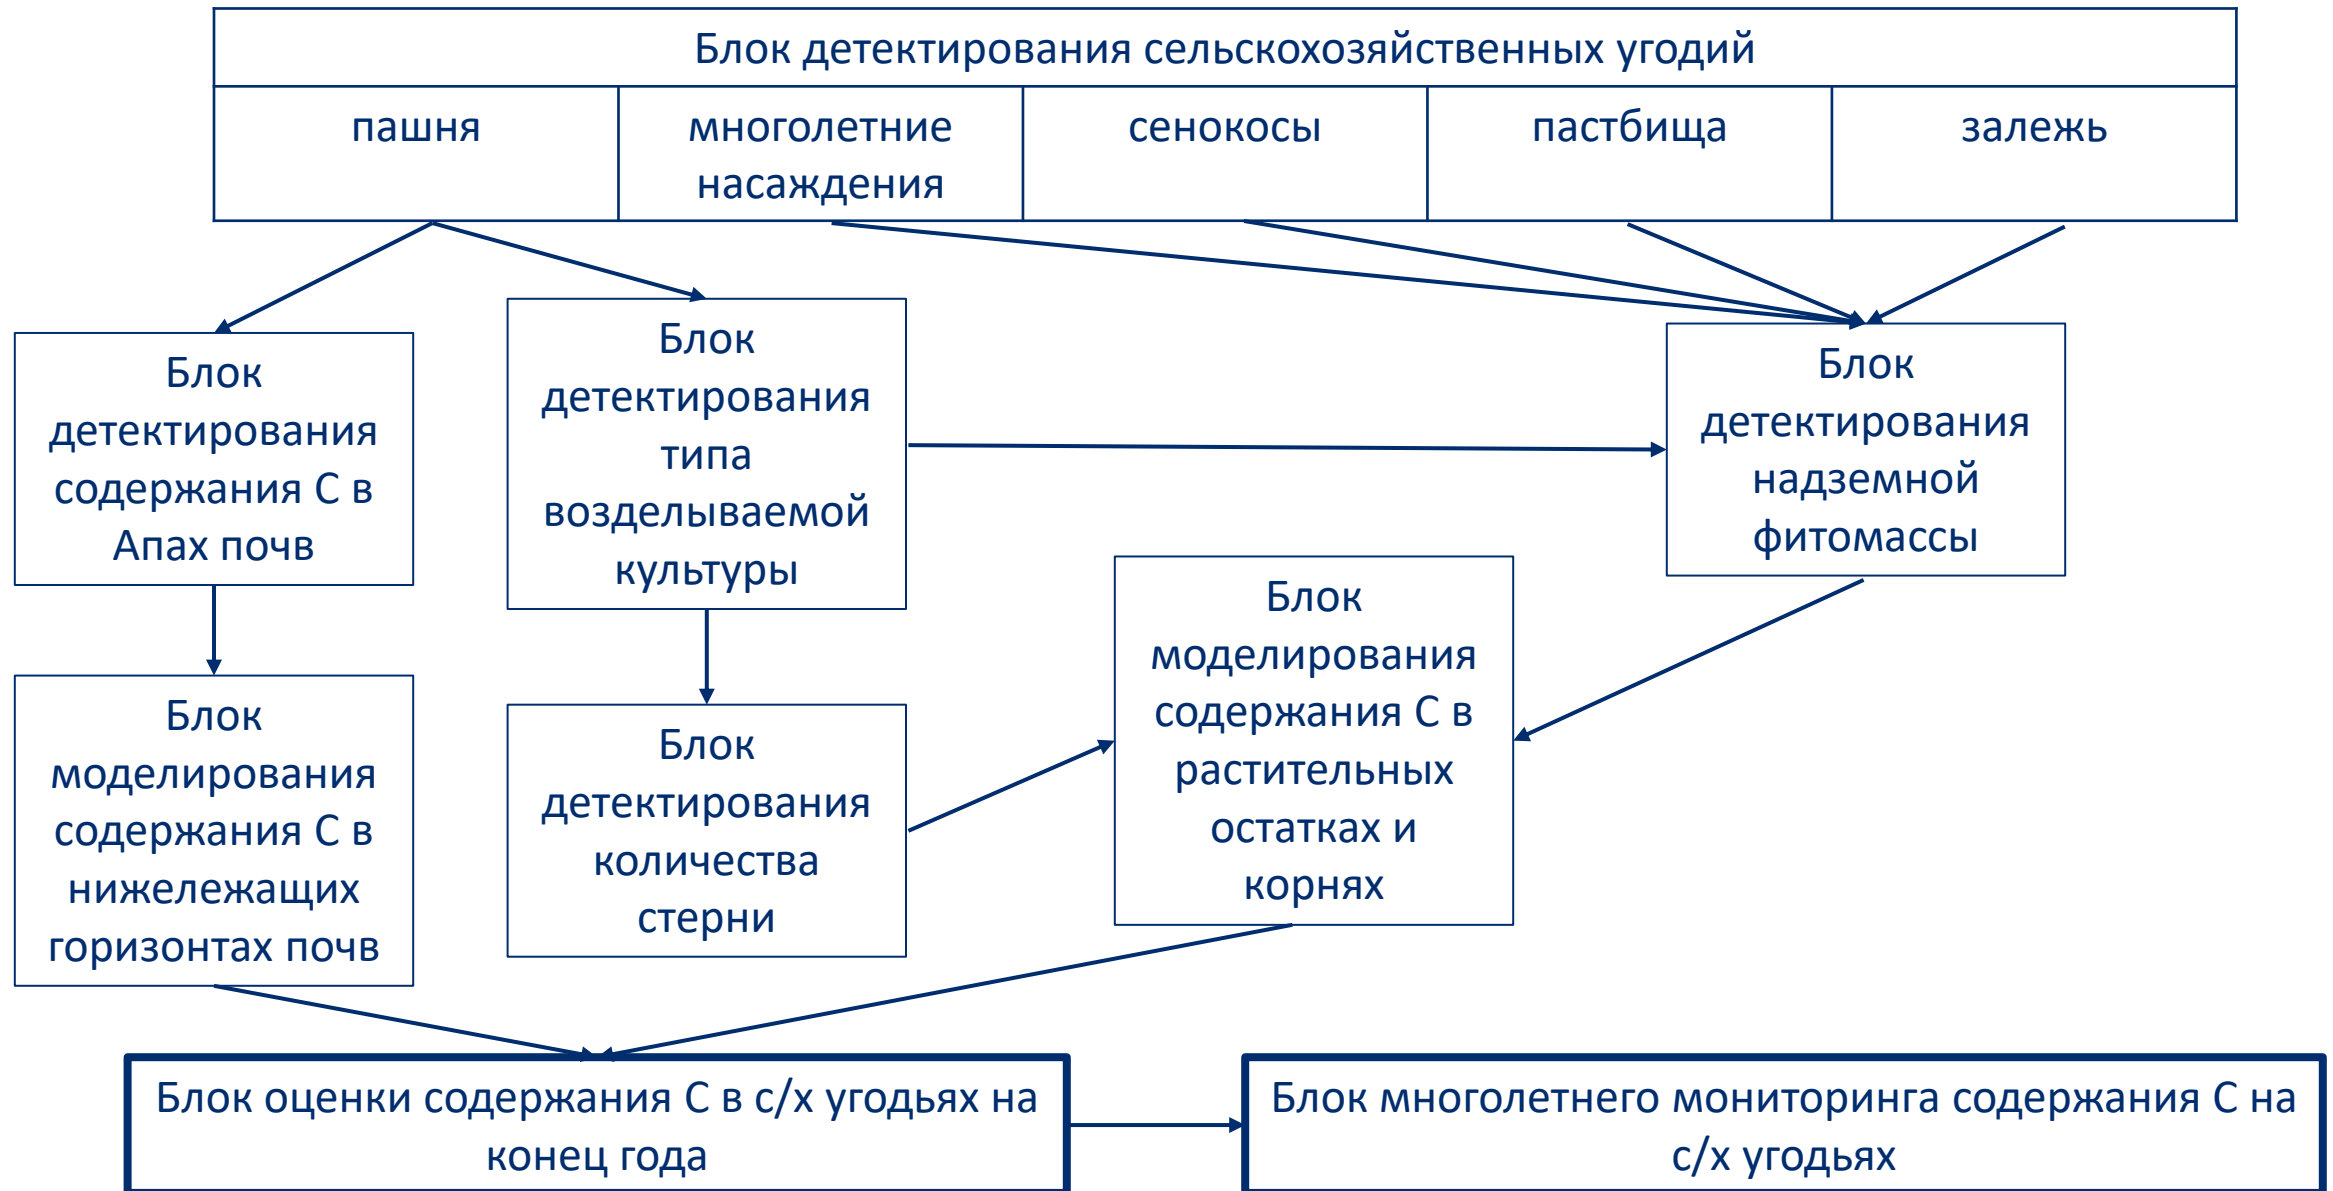 Блок детектирования сельскохозяйственных угодий
пашня
многолетние
насаждения
сенокосы
пастбища
залежь
Блок
детектирования
содержания С в
Апах почв
Блок
детектирования
типа
возделываемой
культуры
Блок
детектирования
надземной
фитомассы
Блок
моделирования
содержания С в
нижележащих
горизонтах почв
Блок
детектирования
количества
стерни
Блок
моделирования
содержания С в
растительных
остатках и
корнях
Блок оценки содержания С в с/х угодьях на
конец года
Блок многолетнего мониторинга содержания С на
с/х угодьях